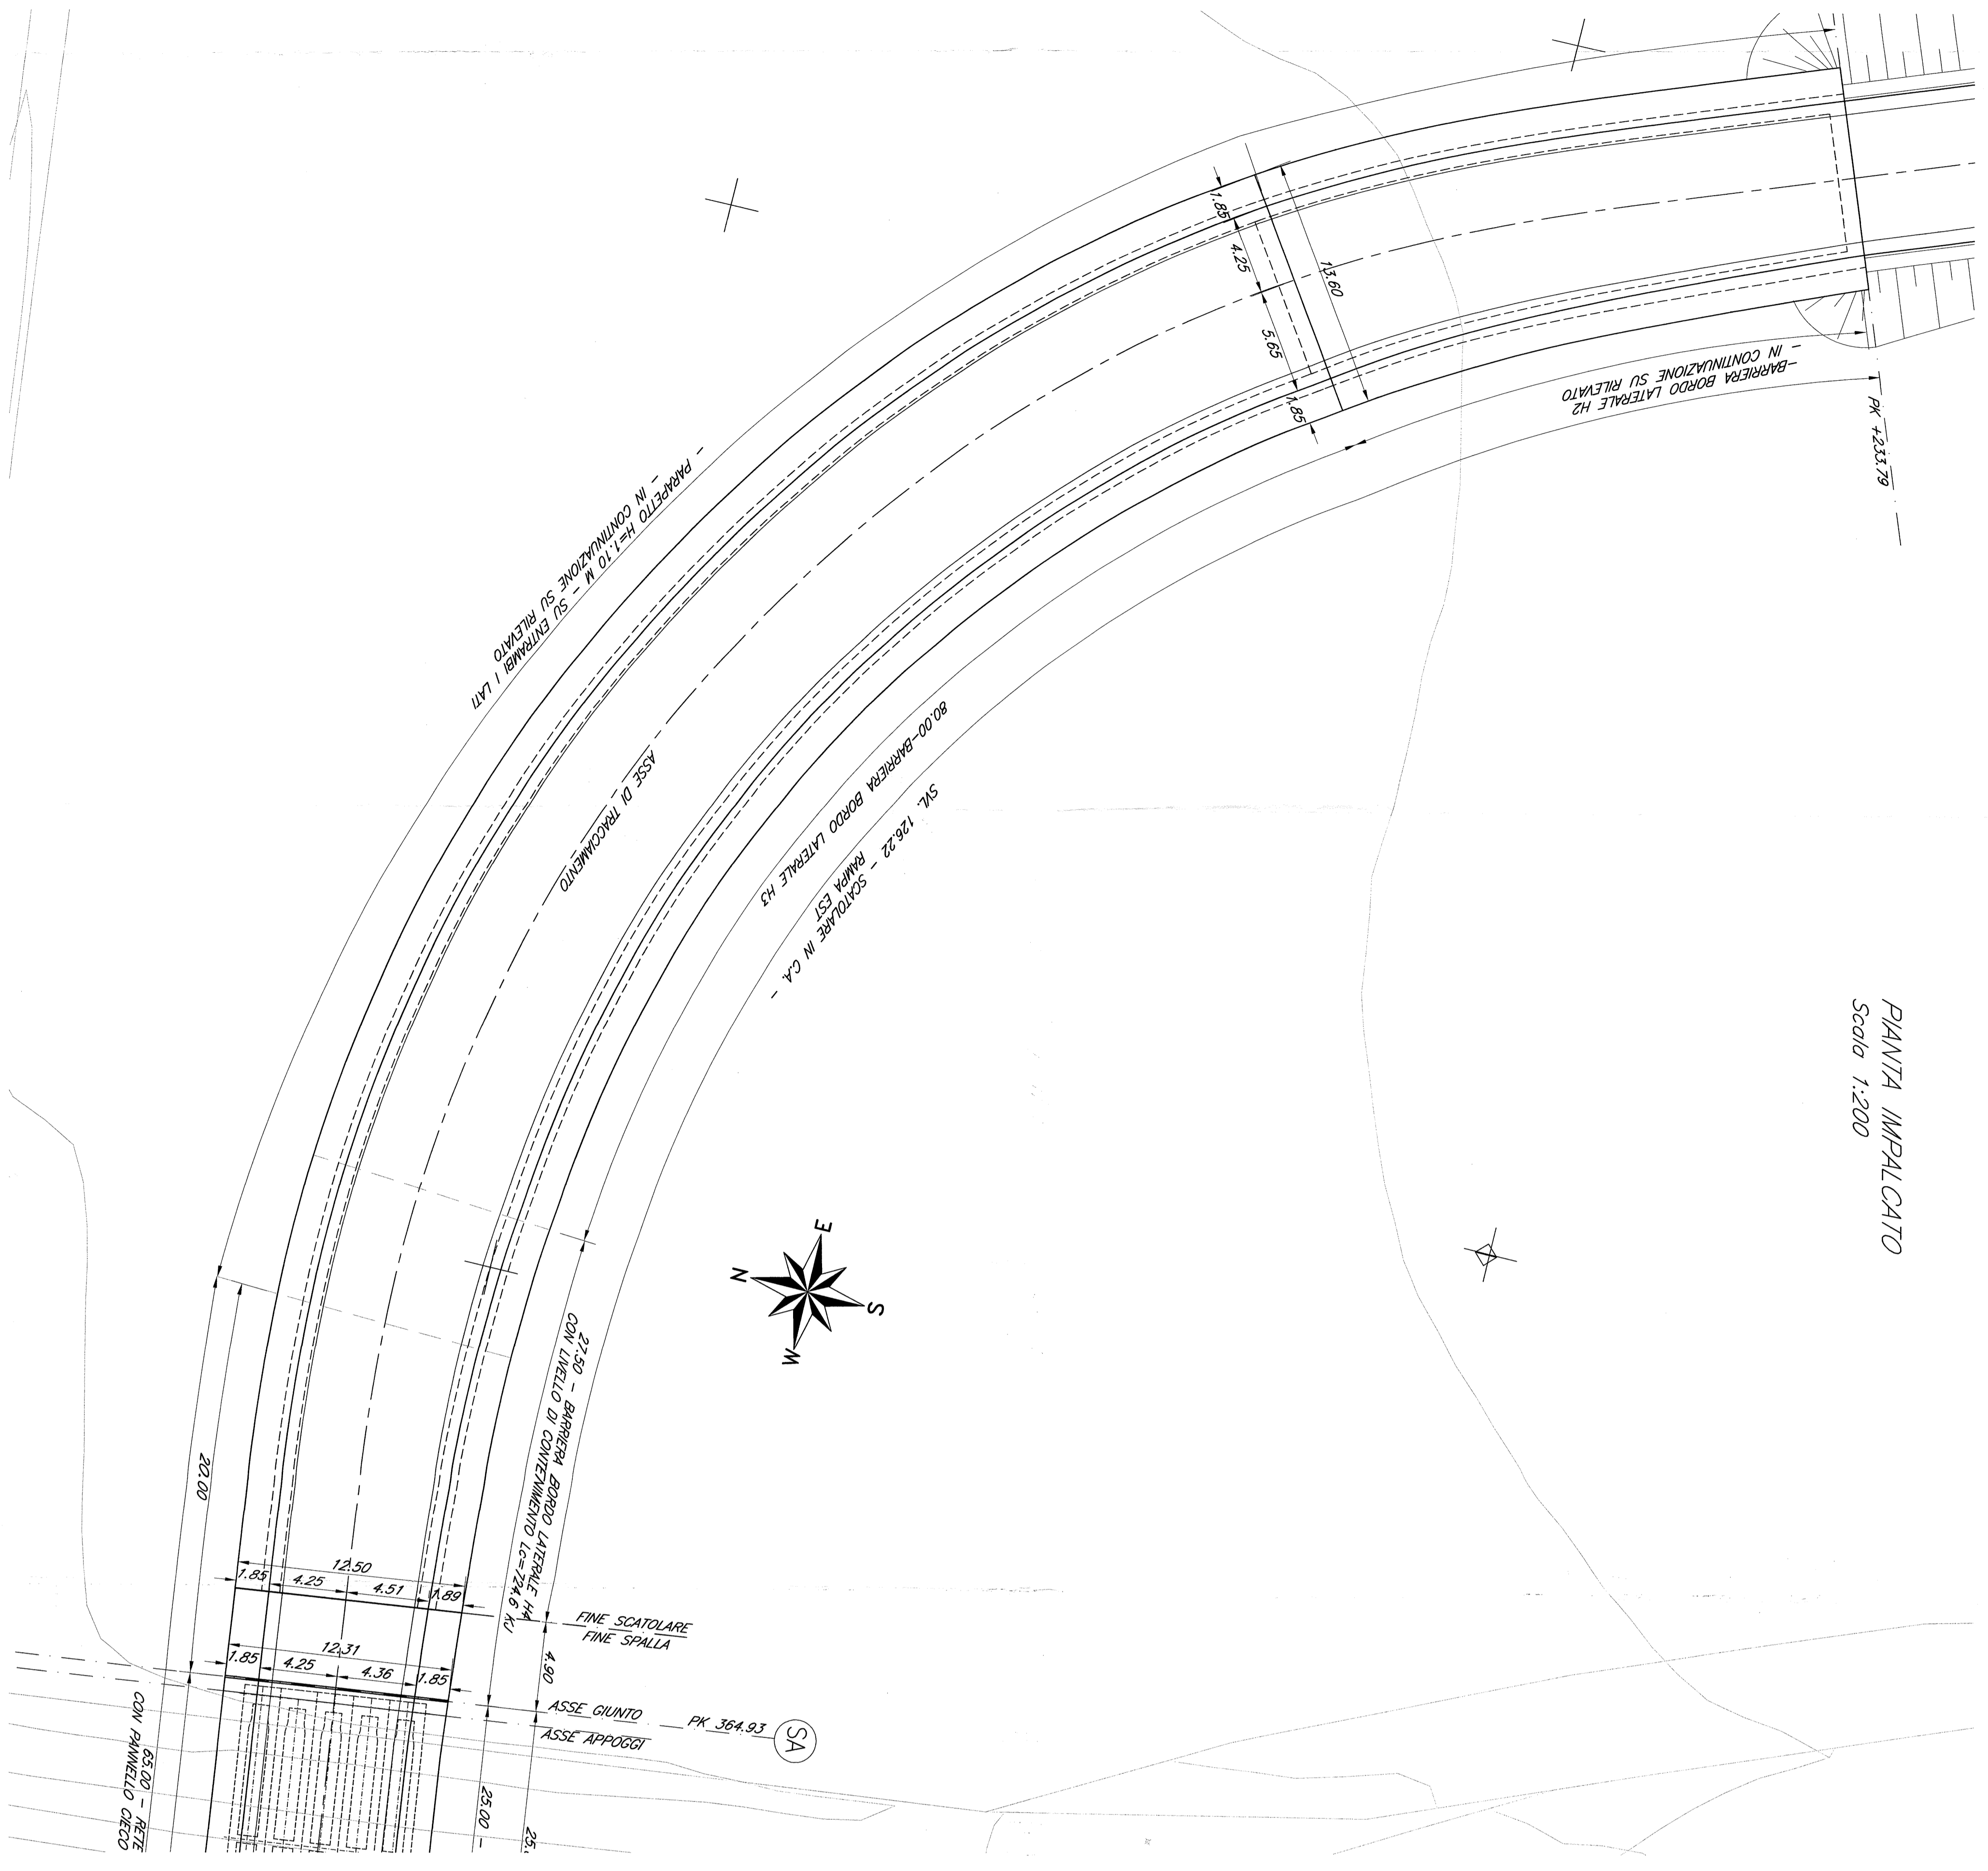 PIANTA IMPALCATO
Scala 1:200
1.85
4.25
13.60
5.65
1.85
-BARRIERA BORDO LATERALE H2
- IN CONTINUAZIONE SU RILEVATO
PK +233.79
- PARAPETTO H=1.10 M - SU ENTRAMBI I LATI
- IN CONTINUAZIONE SU RILEVATO
ASSE DI TRACCIAMENTO
80.00-BARRIERA BORDO LATERALE H3
SVL. 126.22 - SCATOLARE IN C.A. -
RAMPA EST
N
E
S
W
27.50 - BARRIERA BORDO LATERALE H4
CON LIVELLO DI CONTENIMENTO Lc=724.6 KJ
20.00
12.50
1.85
4.25
4.51
1.89
FINE SCATOLARE
FINE SPALLA
12.31
1.85
4.25
4.36
1.85
4.90
ASSE GIUNTO
PK 364.93
SA
ASSE APPOGGI
65.00 - RETE
CON PANNELLO CIECO
25.00 -
25.